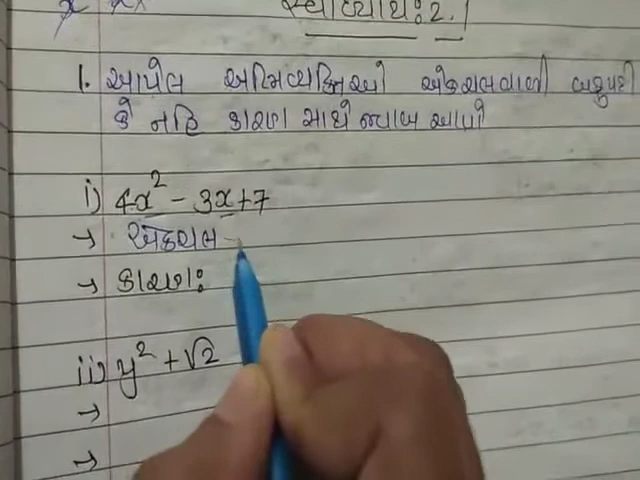 સ્વાધ્યાય: 2.1
1. આપેલ અભિવ્યક્તિઓ એકચલવાળી બહુપદી
છે નહિ કારણ સાથે જવાબ આપો
i) 4x² - 3x + 7
→ એકચલ -
→ કારણ:
ii) y² + √2
→
→